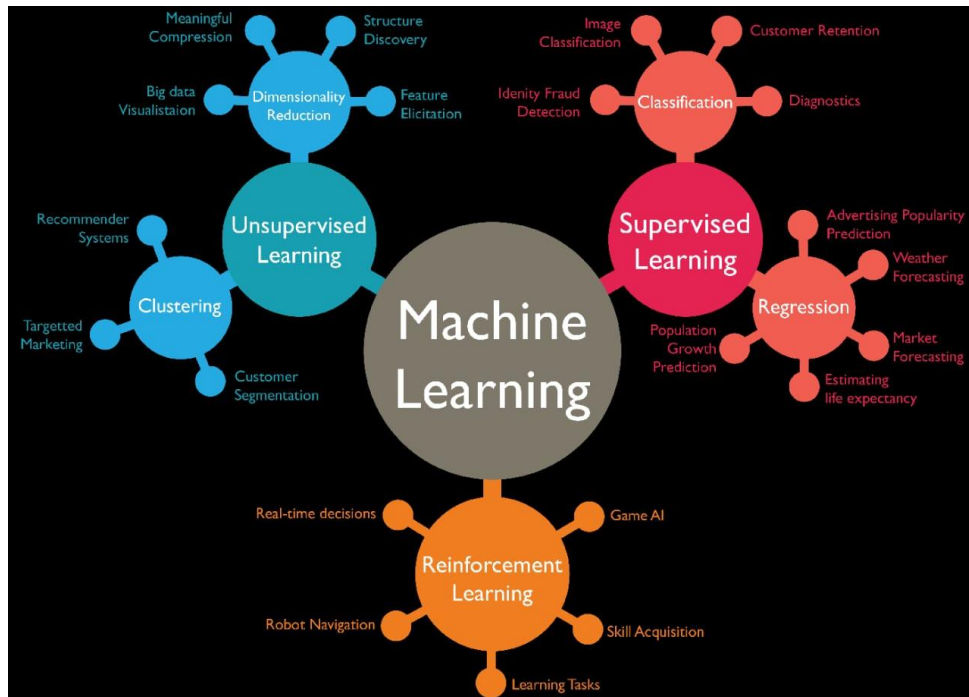 Meaningful
Compression
Structure
Discovery
Big data
Visualistaion
Dimensionality
Reduction
Feature
Elicitation
Image
Classification
Customer Retention
Idenity Fraud
Detection
Classification
Diagnostics
Recommender
Systems
Unsupervised
Learning
Clustering
Targetted
Marketing
Customer
Segmentation
Machine
Learning
Supervised
Learning
Advertising Popularity
Prediction
Weather
Forecasting
Regression
Population
Growth
Prediction
Market
Forecasting
Estimating
life expectancy
Real-time decisions
Game AI
Reinforcement
Learning
Robot Navigation
Skill Acquisition
Learning Tasks